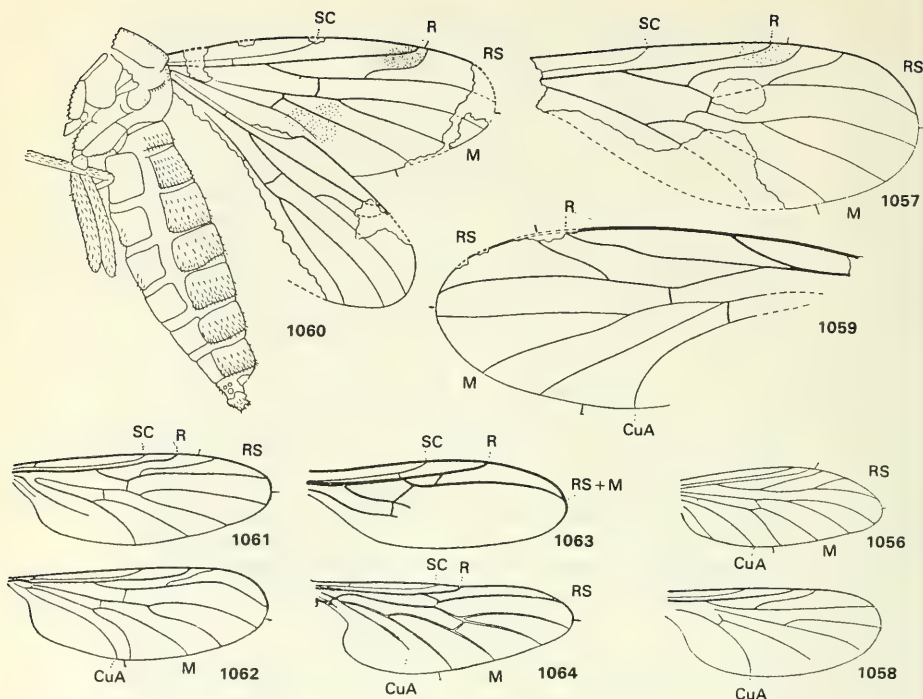 SC
R
RS
M
1060
SC
R
RS
M
1057
RS
R
M
CuA
1059
SC
R
RS
1061
SC
R
RS + M
1063
RS
CuA
M
1056
CuA
M
1062
SC
R
RS
CuA
M
1064
CuA
1058